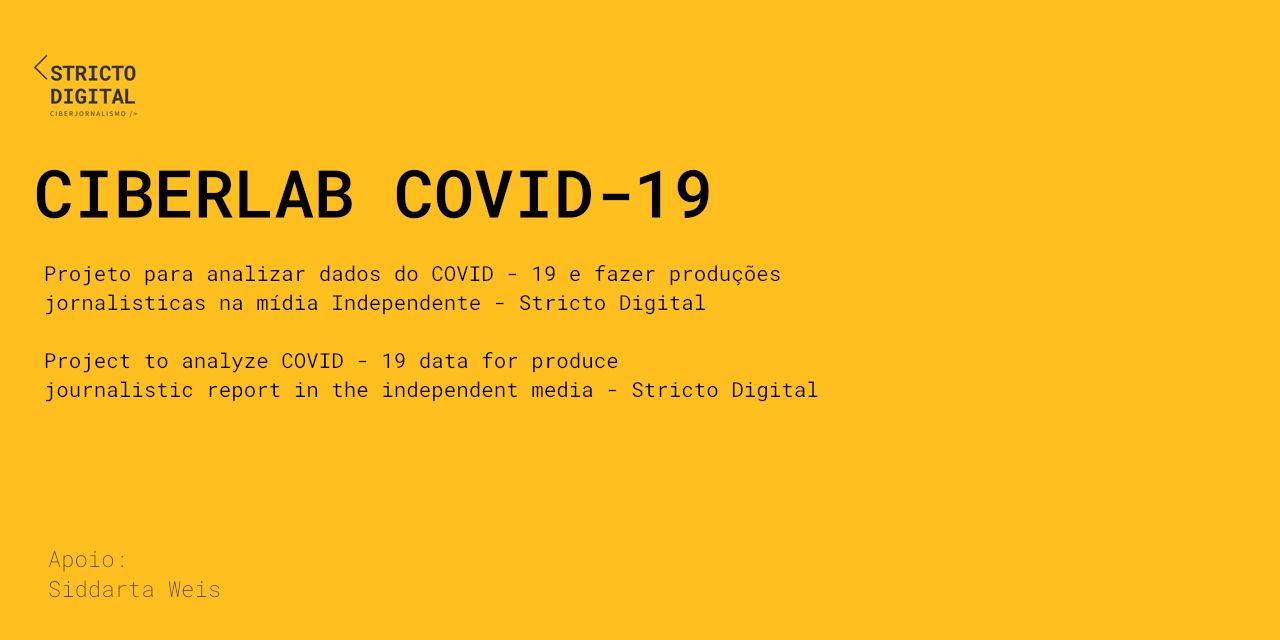 <STRICTO
DIGITAL
CIBERJORNALISMO />
CIBERLAB COVID-19
Projeto para analizar dados do COVID - 19 e fazer produções
jornalisticas na mídia Independente - Stricto Digital
Project to analyze COVID - 19 data for produce
journalistic report in the independent media - Stricto Digital
Apoio:
Siddarta Weis